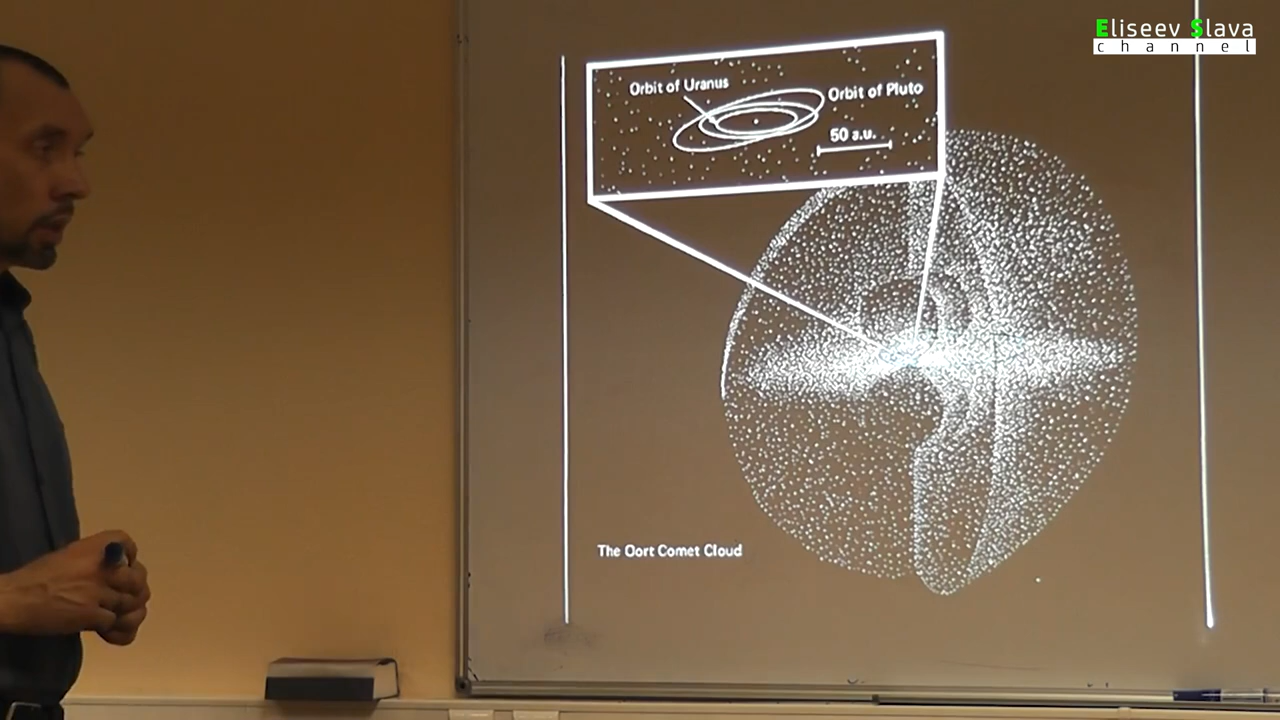 Eliseev Slava
channel
Orbit of Uranus
Orbit of Pluto
50 a.u.
The Oort Comet Cloud